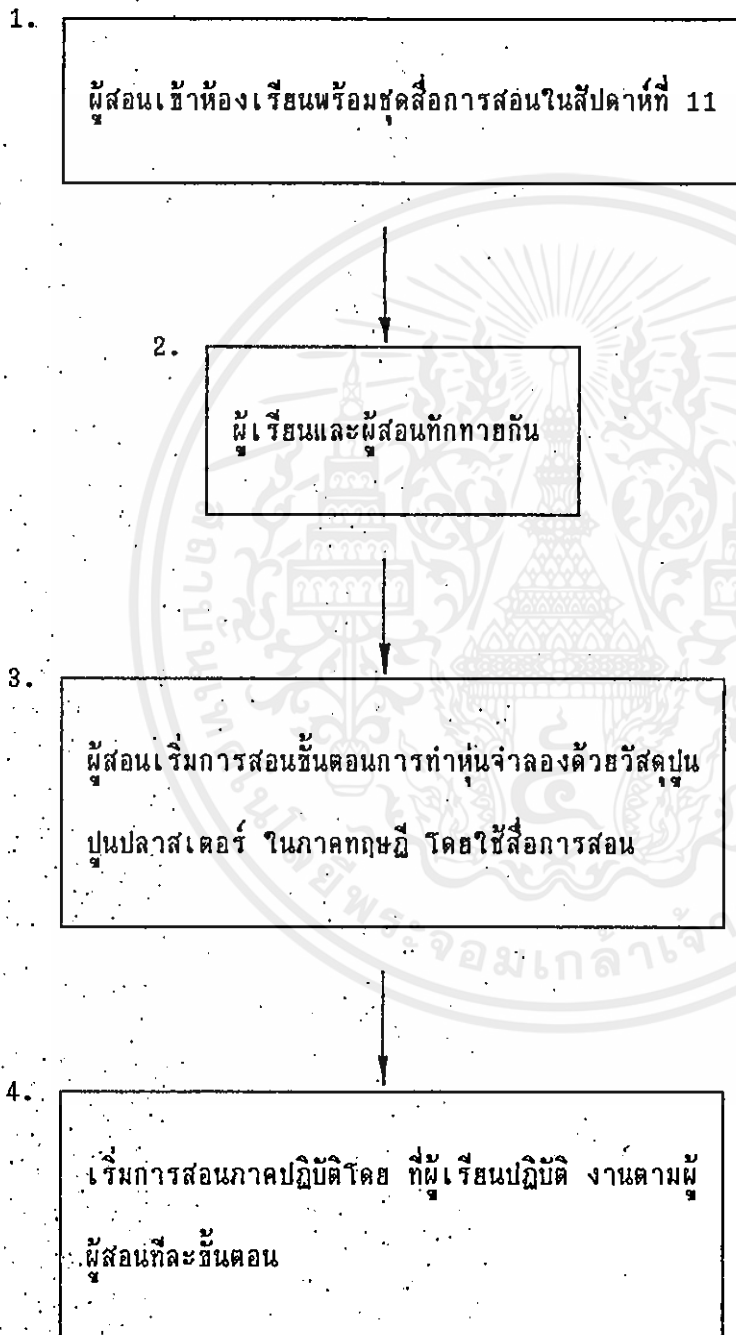 1.
ผู้สอนเข้าห้องเรียนพร้อมชุดสื่อการสอนในสัปดาห์ที่ 11
2.
ผู้เรียนและผู้สอนทักทายกัน
3.
ผู้สอนเริ่มการสอนขั้นตอนการทำหุ่นจำลองด้วยวัสดุปูน
ปูนปลาสเตอร์ ในภาคทฤษฎี โดยใช้สื่อการสอน
4.
เริ่มการสอนภาคปฏิบัติโดย ที่ผู้เรียนปฏิบัติ งานตามผู้
ผู้สอนทีละขั้นตอน